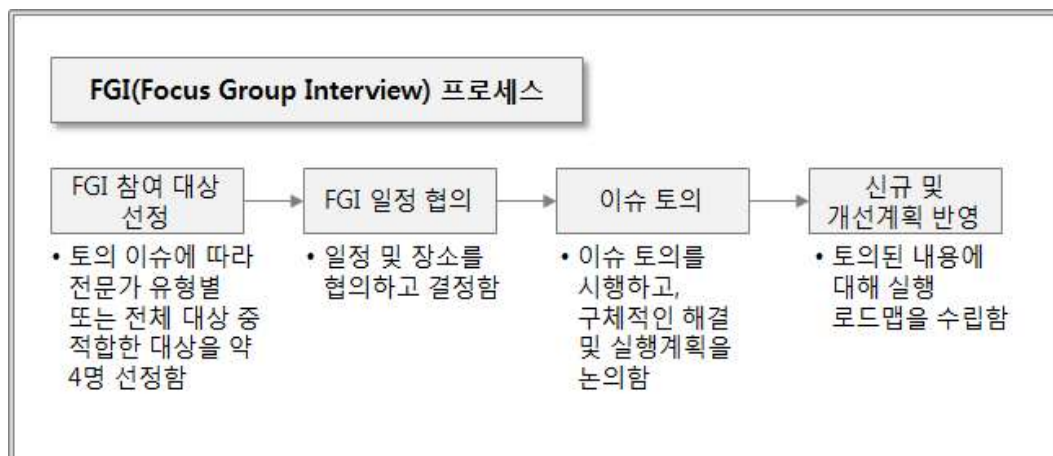 FGI(Focus Group Interview) 프로세스
FGI 참여 대상
선정
• 토의 이슈에 따라
전문가 유형별
또는 전체 대상 중
적합한 대상을 약
4명 선정함
FGI 일정 협의
• 일정 및 장소를
협의하고 결정함
이슈 토의
• 이슈 토의를
시행하고,
구체적인 해결
및 실행계획을
논의함
신규 및
개선계획 반영
• 토의된 내용에
대해 실행
로드맵을 수립함